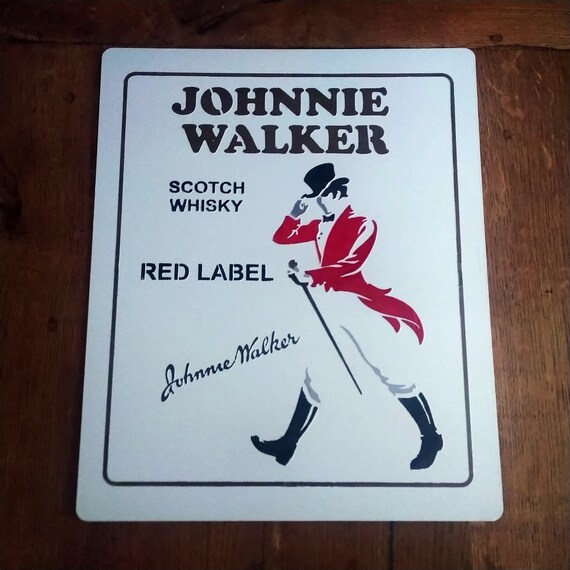 JOHNNIE
WALKER
SCOTCH
WHISKY
RED LABEL
Johnnie Walker